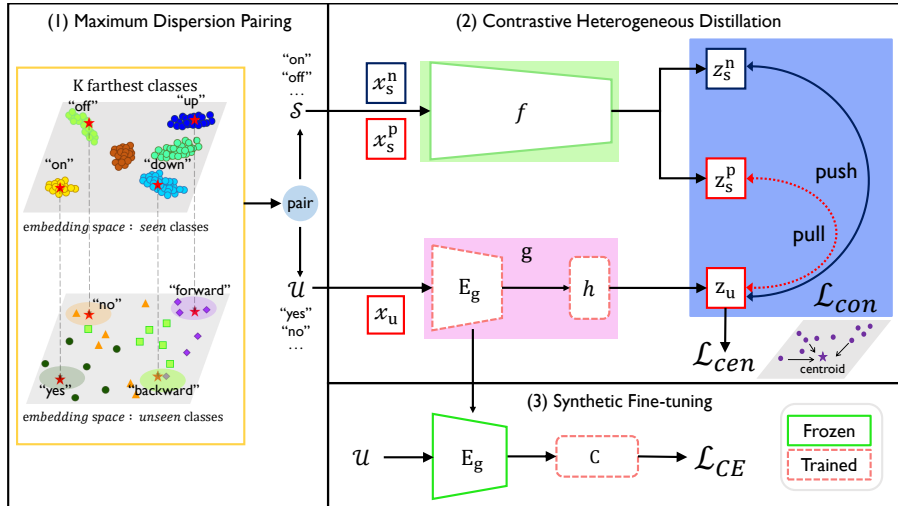 (1) Maximum Dispersion Pairing
K farthest classes
“off”
“up”
“on”
“down”
embedding space : seen classes
“no”
“forward”
“yes”
“backward”
embedding space : unseen classes
“on”
“off”
...
𝒮
pair
𝒰
“yes”
“no”
...
(2) Contrastive Heterogeneous Distillation
x_s^n
x_s^p
f
z_s^n
z_s^p
push
pull
g
x_u
E_g
h
z_u
ℒ_con
ℒ_cen
centroid
(3) Synthetic Fine-tuning
𝒰
E_g
C
ℒ_CE
Frozen
Trained